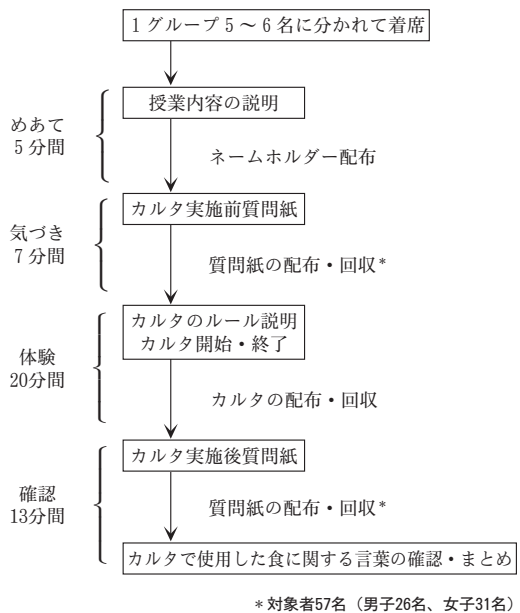 1グループ5～6名に分かれて着席
授業内容の説明
めあて
5分間
ネームホルダー配布
カルタ実施前質問紙
気づき
7分間
質問紙の配布・回収*
カルタのルール説明
カルタ開始・終了
体験
20分間
カルタの配布・回収
カルタ実施後質問紙
確認
13分間
質問紙の配布・回収*
カルタで使用した食に関する言葉の確認・まとめ
*対象者57名（男子26名、女子31名）